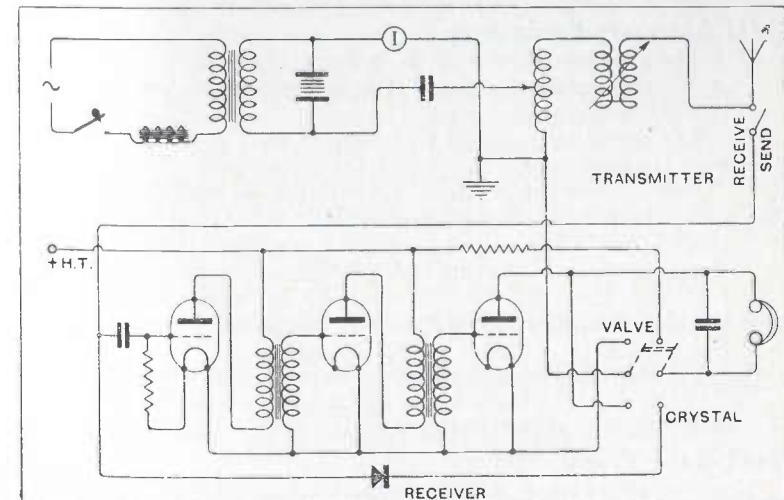 I
RECEIVE
SEND
TRANSMITTER
+ H.T.
VALVE
CRYSTAL
RECEIVER